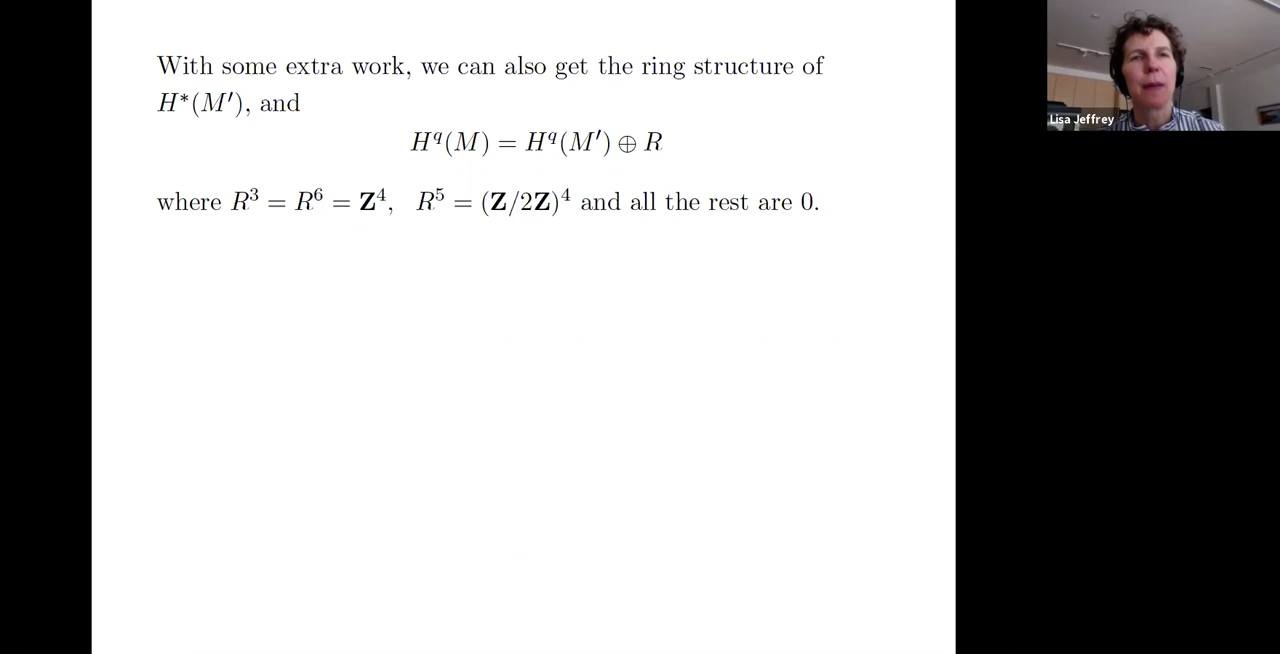 With some extra work, we can also get the ring structure of
H*(M′), and
H^q(M) = H^q(M′) ⊕ R
where R^3 = R^6 = Z^4, R^5 = (Z/2Z)^4 and all the rest are 0.
Lisa Jeffrey